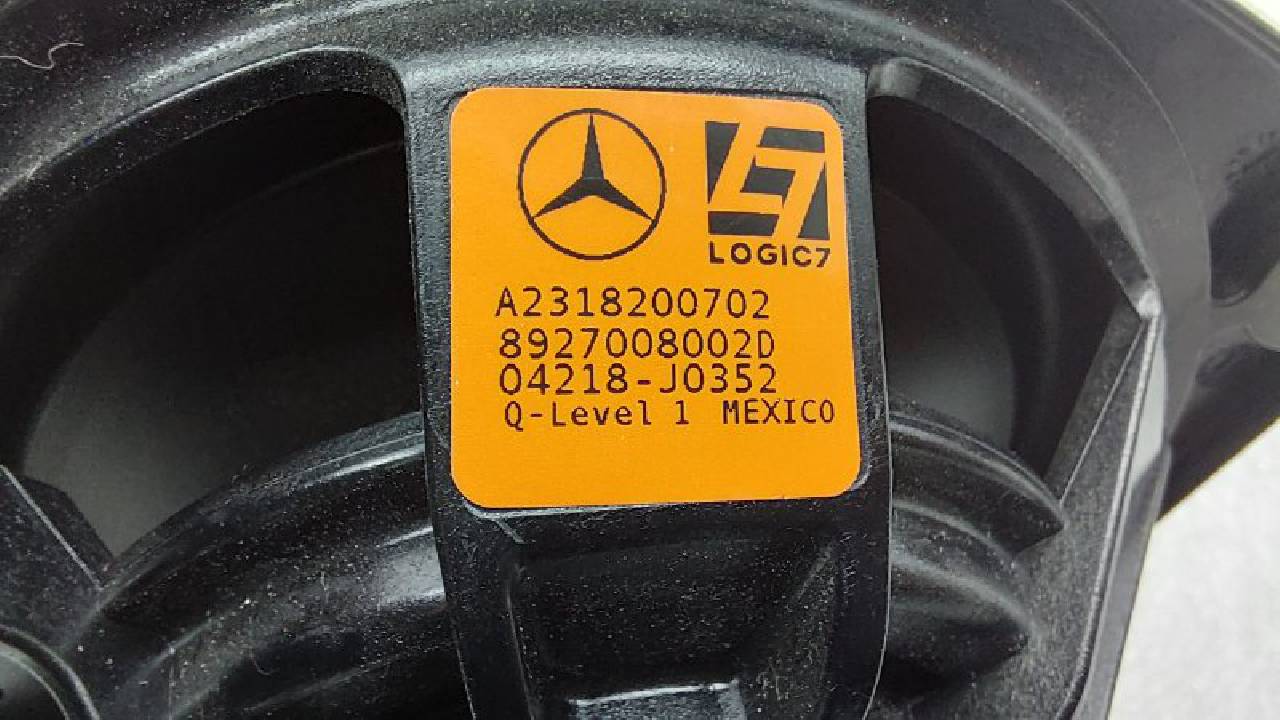 LOGIC7
A2318200702
8927008002D
04218-J0352
Q-Level 1 MEXICO